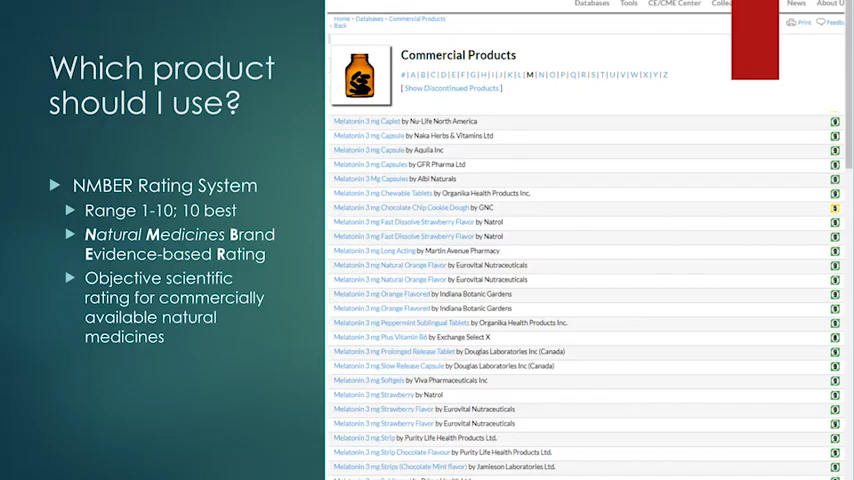 Which product
should I use?
NMBER Rating System
Range 1-10; 10 best
Natural Medicines Brand
Evidence-based Rating
Objective scientific
rating for commercially
available natural
medicines
Databases Tools CE/CME Center News About U
Home - Databases - Commercial Products
‹ Back
Print
Commercial Products
# | A | B | C | D | E | F | G | H | I | J | K | L | M | N | O | P | Q | R | S | T | U | V | W | X | Y | Z
[ Show Discontinued Products ]
Melatonin 3 mg Caplet by Nu-Life North America
Melatonin 3 mg Capsule by Naka Herbs & Vitamins Ltd
Melatonin 3 mg Capsule by Aquila Inc
Melatonin 3 mg Capsules by GFR Pharma Ltd
Melatonin 3 Mg Capsules by Albi Naturals
Melatonin 3 mg Chewable Tablets by Organika Health Products Inc.
Melatonin 3 mg Chocolate Chip Cookie Dough by GNC
Melatonin 3 mg Fast Dissolve Strawberry Flavor by Natrol
Melatonin 3 mg Fast Dissolve Strawberry Flavor by Natrol
Melatonin 3 mg Long Acting by Martin Avenue Pharmacy
Melatonin 3 mg Natural Orange Flavor by Eurovital Nutraceuticals
Melatonin 3 mg Natural Orange Flavor by Eurovital Nutraceuticals
Melatonin 3 mg Orange Flavored by Indiana Botanic Gardens
Melatonin 3 mg Orange Flavored by Indiana Botanic Gardens
Melatonin 3 mg Peppermint Sublingual Tablets by Organika Health Products Inc.
Melatonin 3 mg Plus Vitamin B6 by Exchange Select X
Melatonin 3 mg Prolonged Release Tablet by Douglas Laboratories Inc (Canada)
Melatonin 3 mg Slow Release Capsule by Douglas Laboratories Inc (Canada)
Melatonin 3 mg Softgels by Viva Pharmaceuticals Inc
Melatonin 3 mg Strawberry by Natrol
Melatonin 3 mg Strawberry Flavor by Eurovital Nutraceuticals
Melatonin 3 mg Strawberry Flavor by Eurovital Nutraceuticals
Melatonin 3 mg Strip by Purity Life Health Products Ltd.
Melatonin 3 mg Strip Chocolate Flavour by Purity Life Health Products Ltd.
Melatonin 3 mg Strips (Chocolate Mint flavor) by Jamieson Laboratories Ltd.